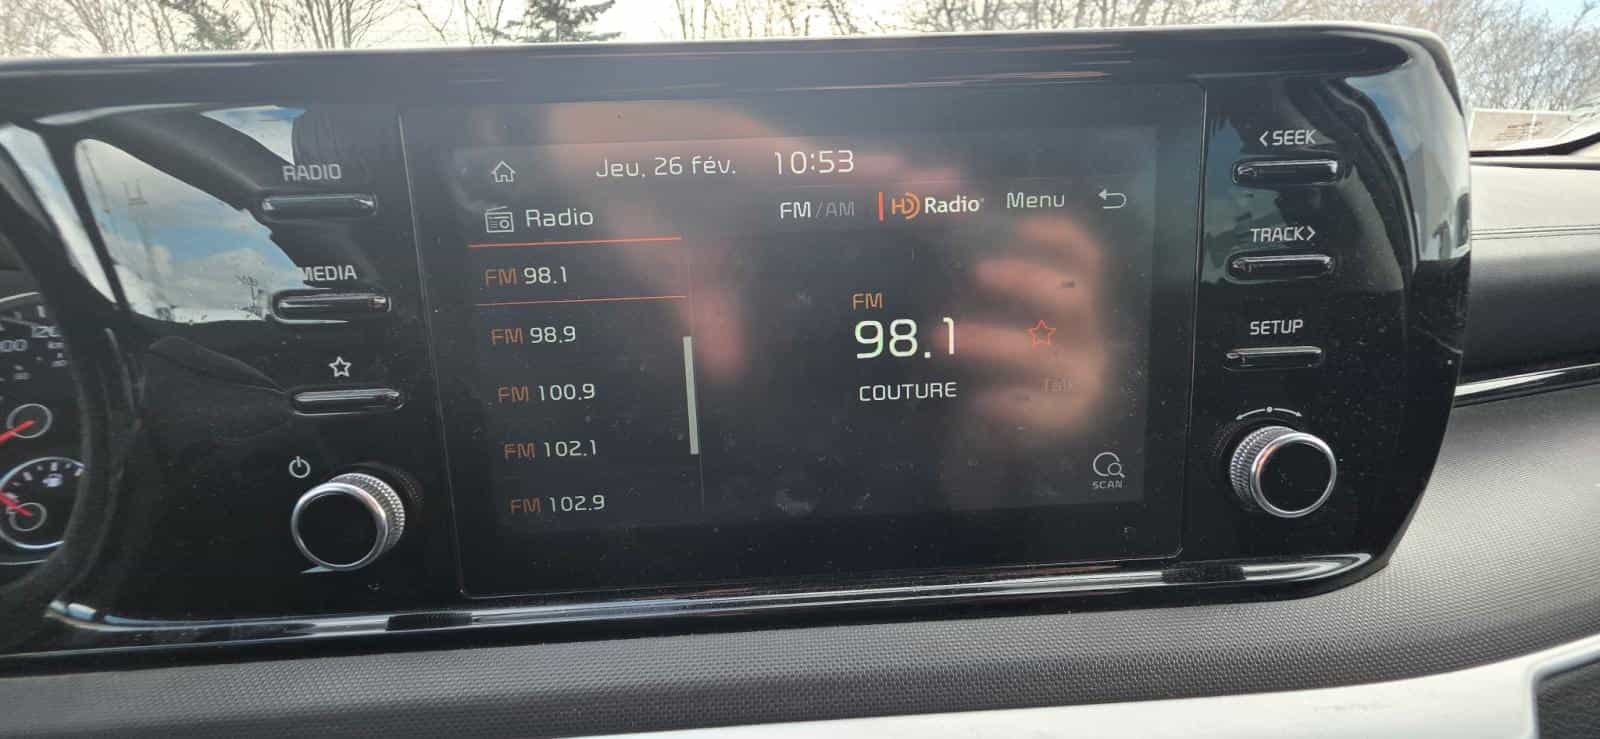 RADIO
MEDIA
Jeu, 26 fév. 10:53
Radio
FM/AM HD Radio Menu
FM 98.1
FM 98.9
FM 100.9
FM 102.1
FM 102.9
FM
98.1
COUTURE
Talk
SCAN
< SEEK
TRACK >
SETUP